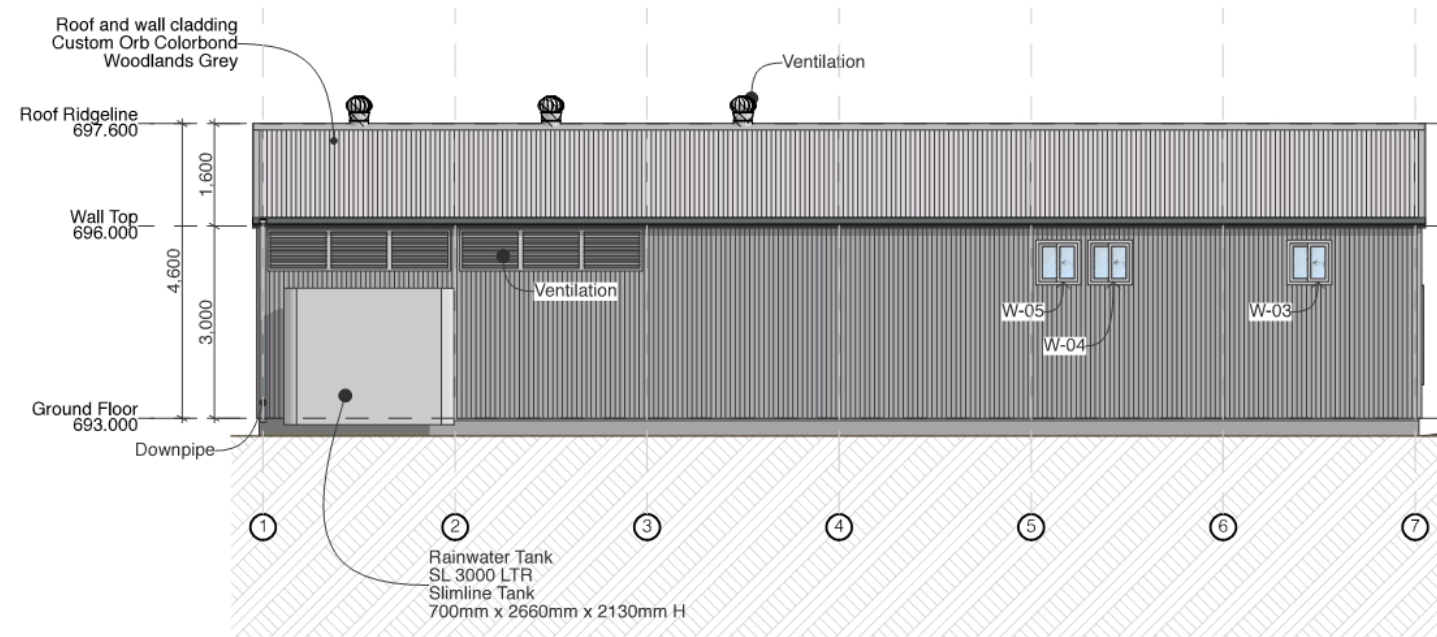 Roof and wall cladding
Custom Orb Colorbond
Woodlands Grey
Ventilation
Roof Ridgeline
697.600
1,600
Wall Top
696.000
4,600
3,000
Ventilation
W-05
W-04
W-03
Ground Floor
693.000
Downpipe
1
2
3
4
5
6
7
Rainwater Tank
SL 3000 LTR
Slimline Tank
700mm x 2660mm x 2130mm H